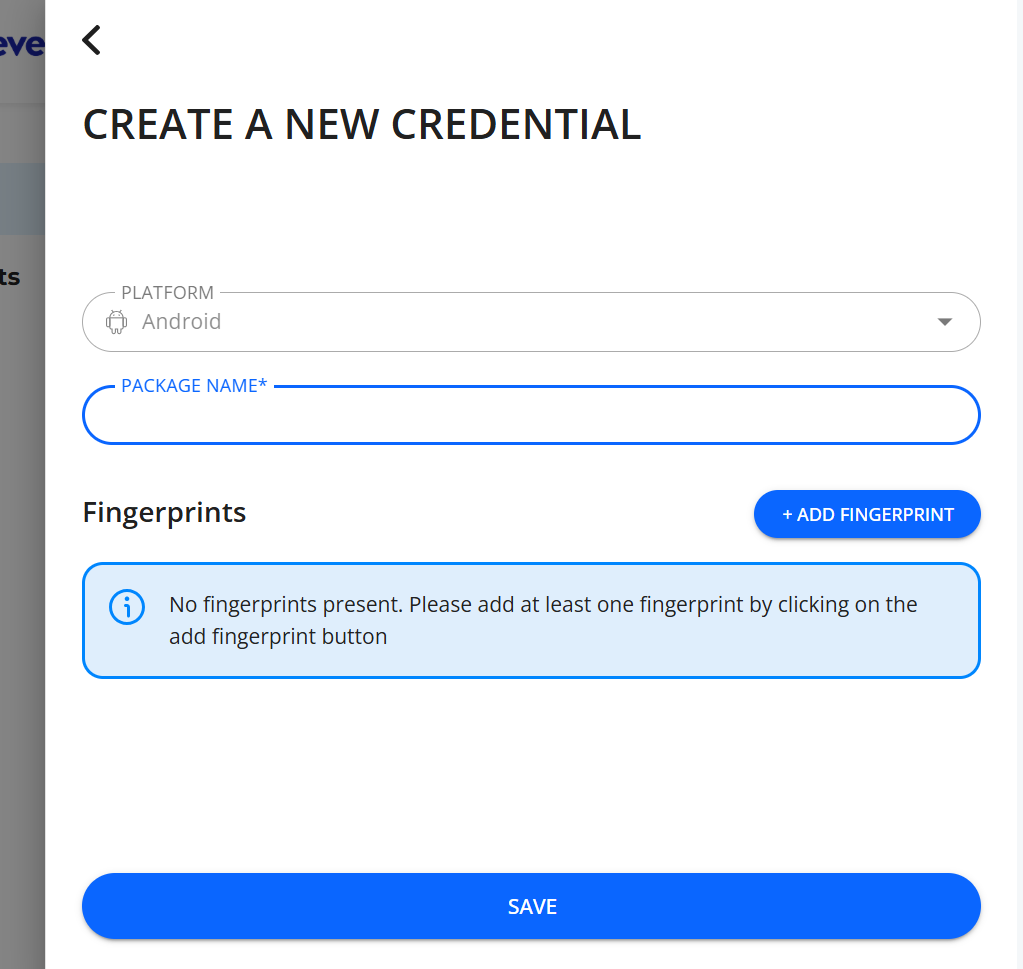 CREATE A NEW CREDENTIAL
PLATFORM
Android
PACKAGE NAME*
Fingerprints
+ ADD FINGERPRINT
No fingerprints present. Please add at least one fingerprint by clicking on the
add fingerprint button
SAVE